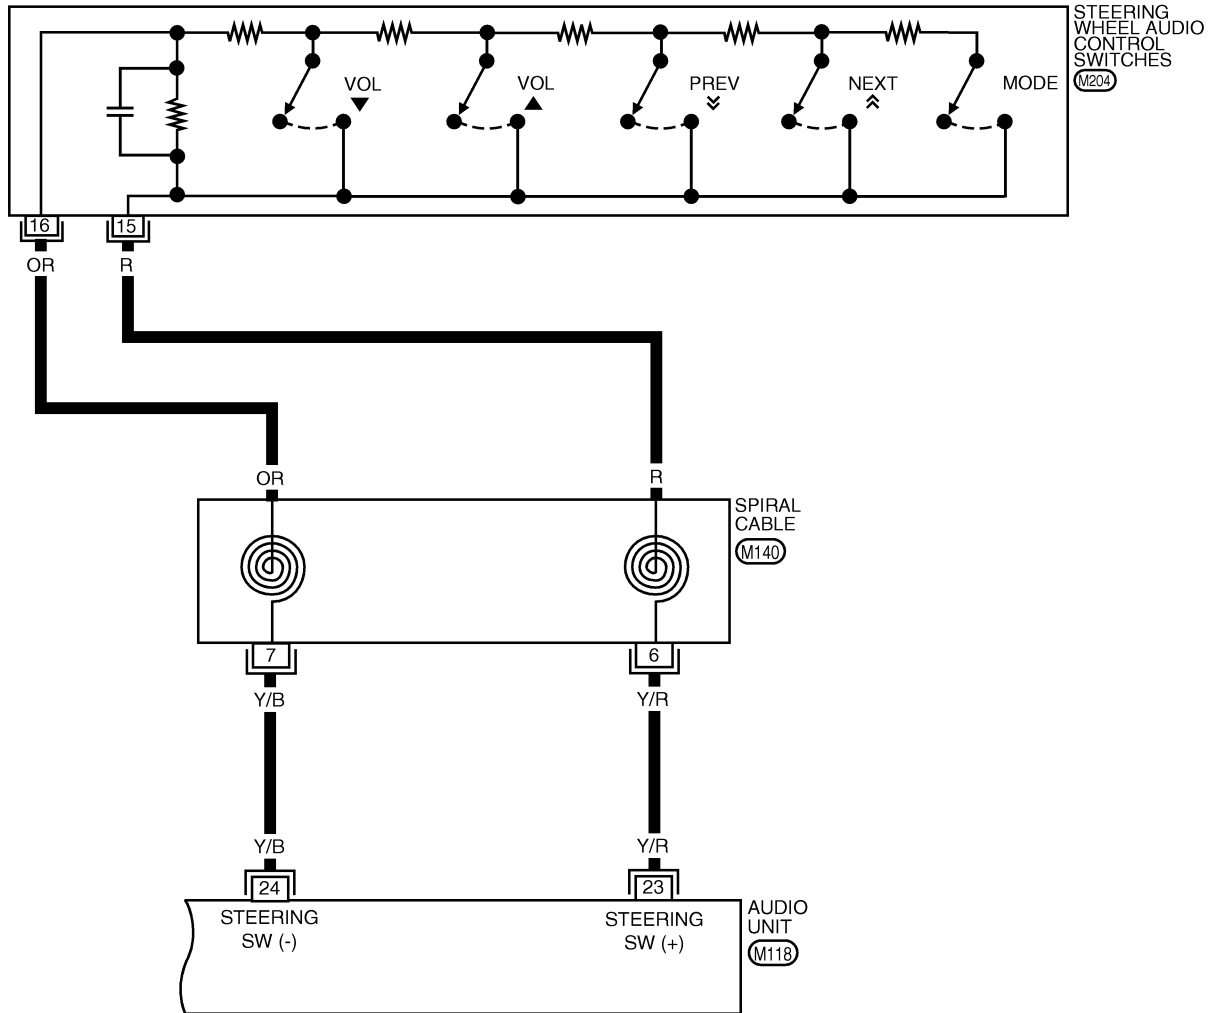 STEERING
WHEEL AUDIO
CONTROL
SWITCHES
M204
VOL
VOL
PREV
NEXT
MODE
16
15
OR
R
OR
R
SPIRAL
CABLE
M140
7
6
Y/B
Y/R
Y/B
Y/R
24
23
STEERING
SW (-)
STEERING
SW (+)
AUDIO
UNIT
M118